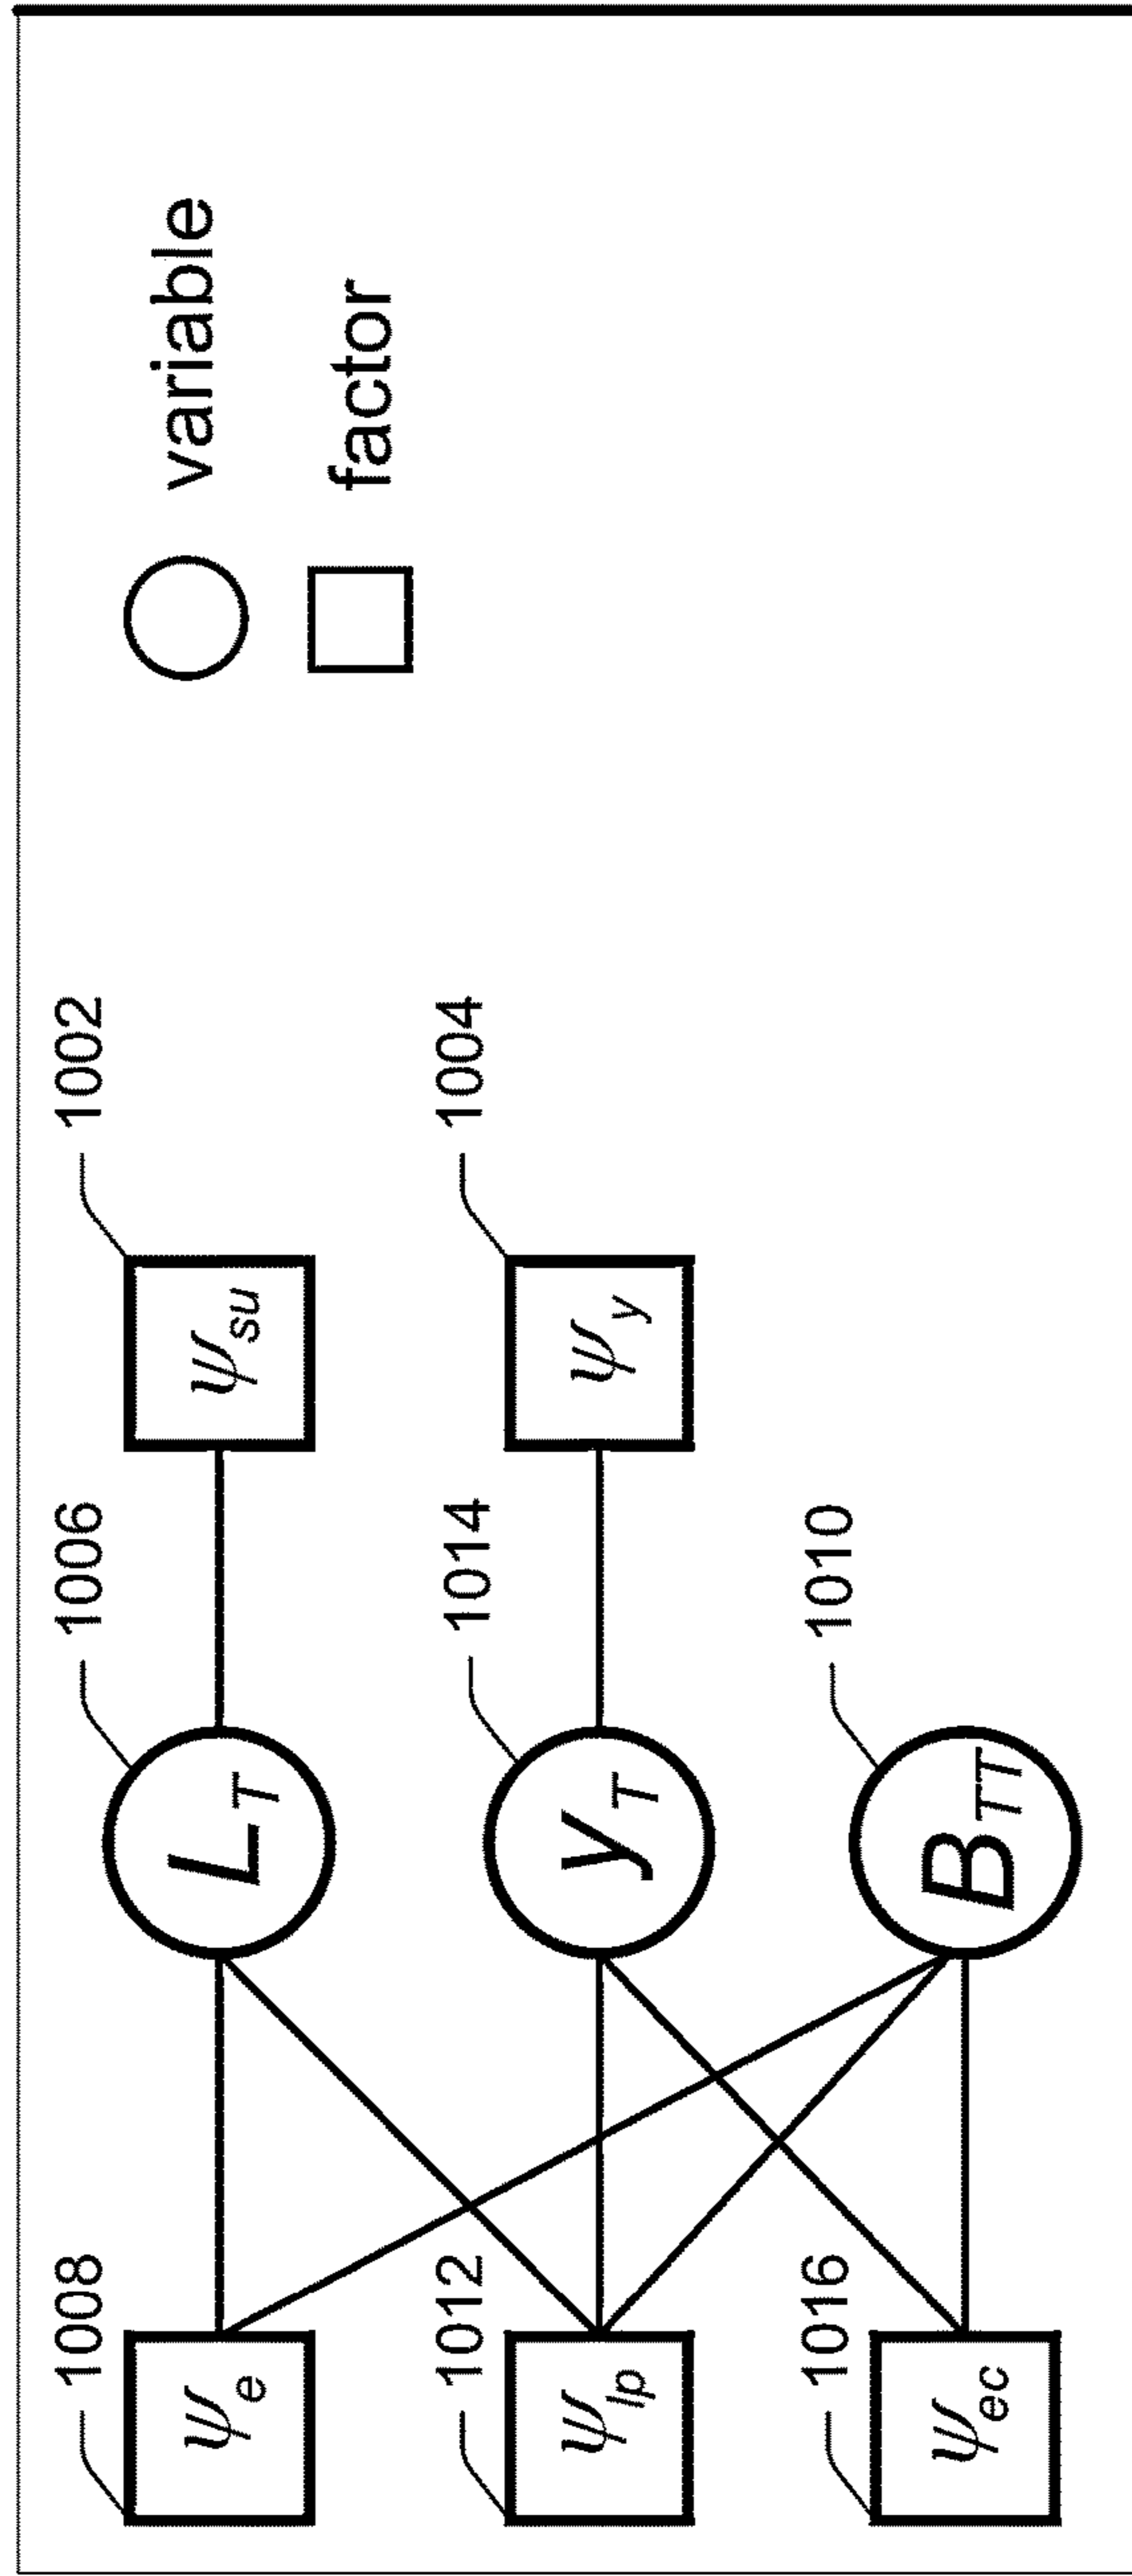 1008
1006
1002
ψe
LT
ψsu
variable
factor
1012
1014
1004
ψlp
yT
ψy
1016
1010
ψec
BTT